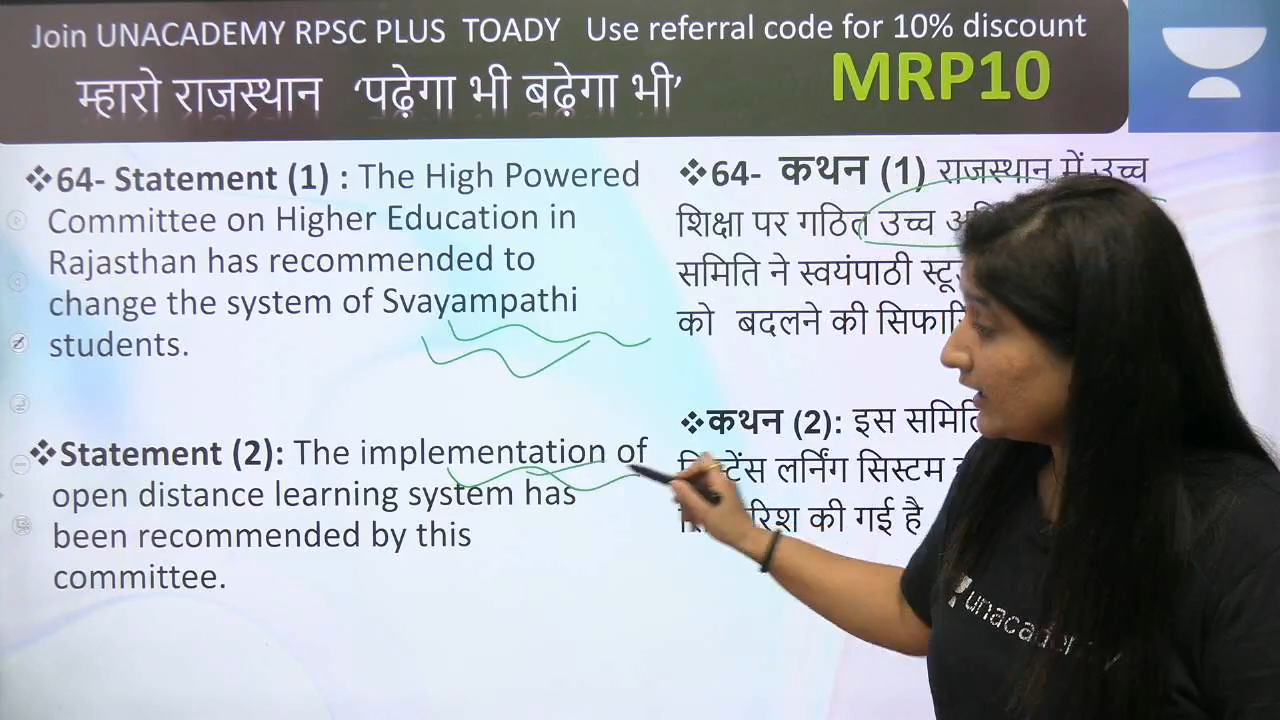 Join UNACADEMY RPSC PLUS TOADY Use referral code for 10% discount
म्हारो राजस्थान ‘पढ़ेगा भी बढ़ेगा भी’
MRP10
❖64- Statement (1) : The High Powered
Committee on Higher Education in
Rajasthan has recommended to
change the system of Svayampathi
students.
❖Statement (2): The implementation of
open distance learning system has
been recommended by this
committee.
❖64- कथन (1) राजस्थान में उच्च
शिक्षा पर गठित उच्च
समिति ने स्वयंपाठी
को बदलने की
❖कथन (2): इस
लर्निंग सिस्टम
की गई है
unacademy